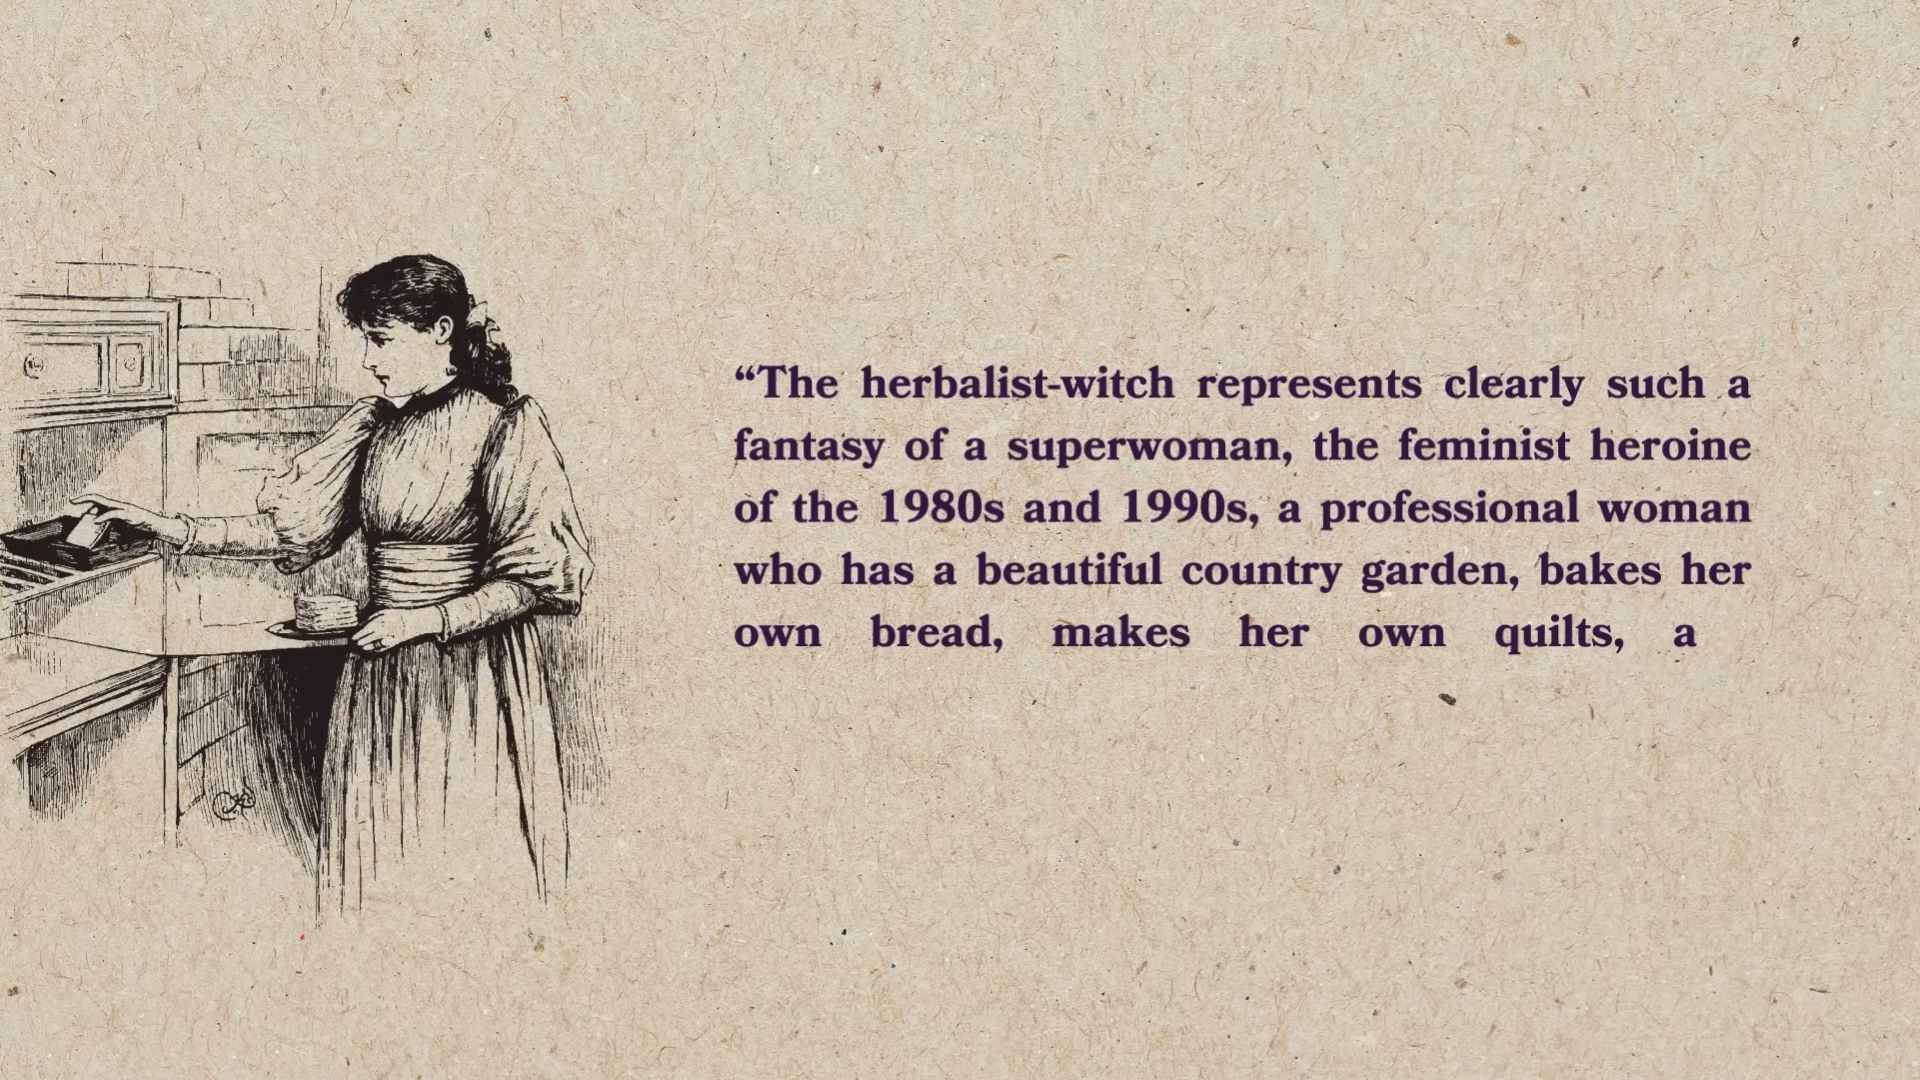 “The herbalist-witch represents clearly such a
fantasy of a superwoman, the feminist heroine
of the 1980s and 1990s, a professional woman
who has a beautiful country garden, bakes her
own bread, makes her own quilts, a